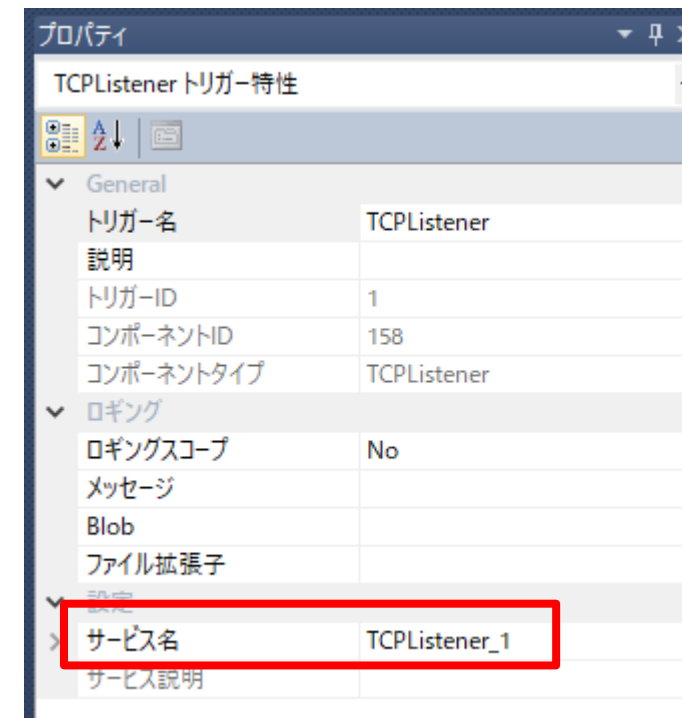 プロパティ
TCPListener トリガー特性
General
トリガー名 TCPListener
説明
トリガーID 1
コンポーネントID 158
コンポーネントタイプ TCPListener
ロギング
ロギングスコープ No
メッセージ
Blob
ファイル拡張子
設定
サービス名 TCPListener_1
サービス説明